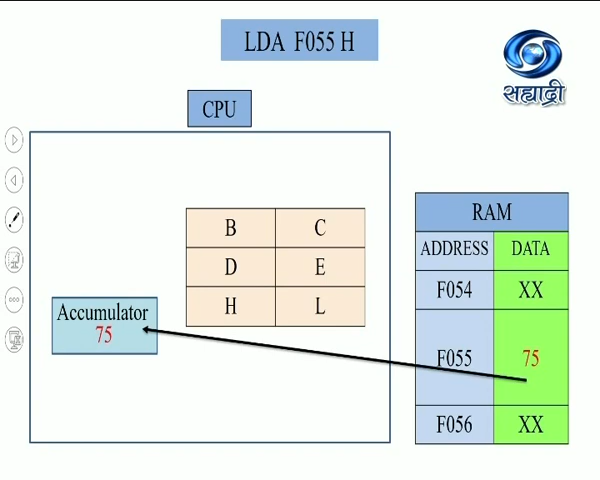 LDA F055 H
सह्याद्री
CPU
B C
D E
H L
Accumulator
75
RAM
ADDRESS DATA
F054 XX
F055 75
F056 XX